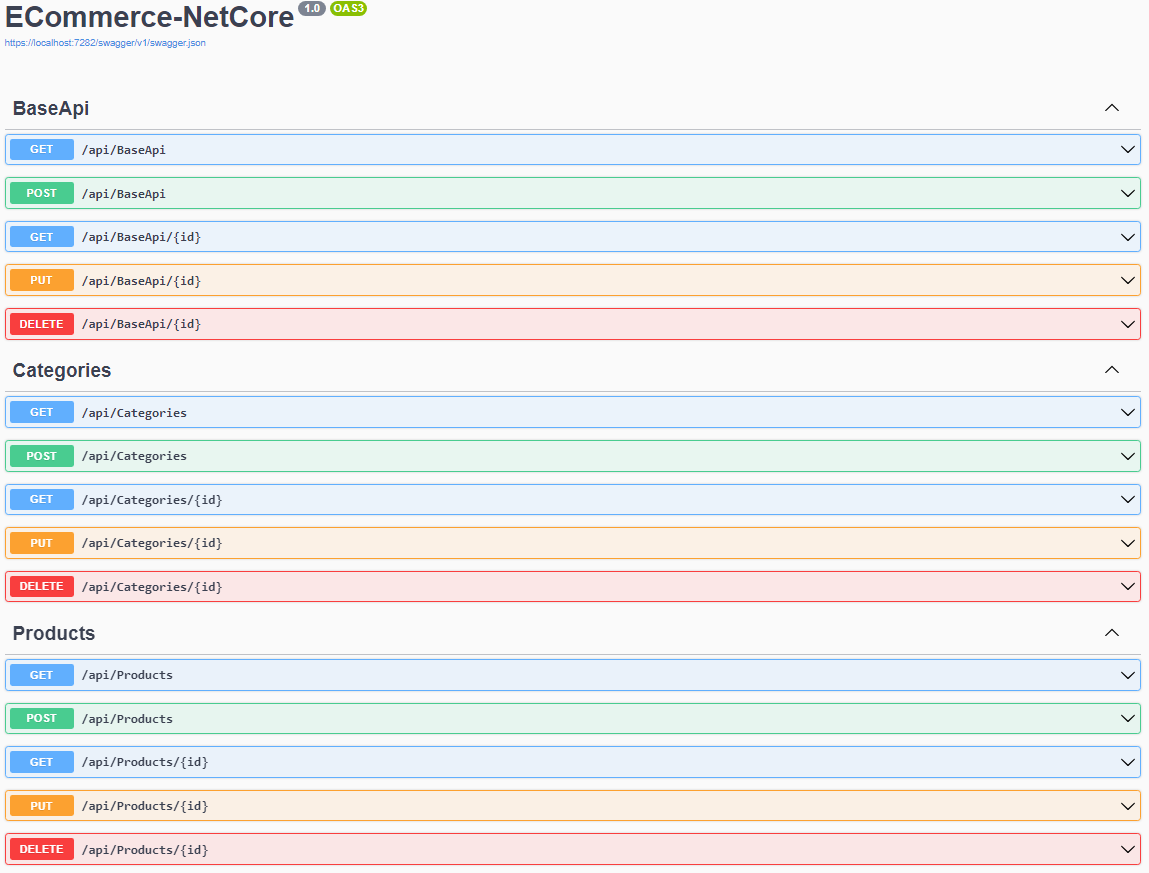 ECommerce-NetCore 1.0 OAS3
https://localhost:7282/swagger/v1/swagger.json
BaseApi
GET /api/BaseApi
POST /api/BaseApi
GET /api/BaseApi/{id}
PUT /api/BaseApi/{id}
DELETE /api/BaseApi/{id}
Categories
GET /api/Categories
POST /api/Categories
GET /api/Categories/{id}
PUT /api/Categories/{id}
DELETE /api/Categories/{id}
Products
GET /api/Products
POST /api/Products
GET /api/Products/{id}
PUT /api/Products/{id}
DELETE /api/Products/{id}